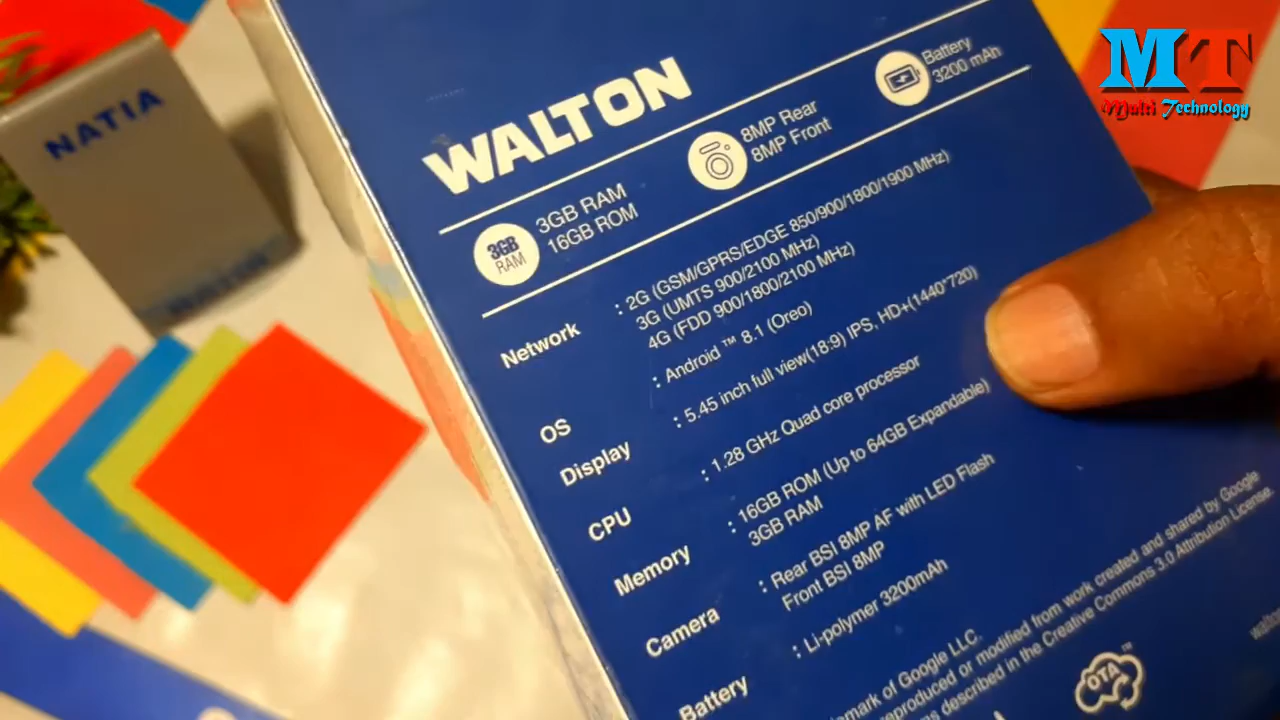 MT
Multi Technology
NATIA
WALTON
3GB
RAM
3GB RAM
16GB ROM
8MP Rear
8MP Front
Battery
3200 mAh
Network : 2G (GSM/GPRS/EDGE 850/900/1800/1900 MHz)
3G (UMTS 900/2100 MHz)
4G (FDD 900/1800/2100 MHz)
OS : Android ™ 8.1 (Oreo)
Display : 5.45 inch full view(18:9) IPS, HD+(1440*720)
CPU : 1.28 GHz Quad core processor
Memory : 16GB ROM (Up to 64GB Expandable)
3GB RAM
Camera : Rear BSI 8MP AF with LED Flash
Front BSI 8MP
Battery : Li-polymer 3200mAh
of Google LLC.
reproduced or modified from work created and shared by Google
described in the Creative Commons 3.0 Attribution License.
OTA™